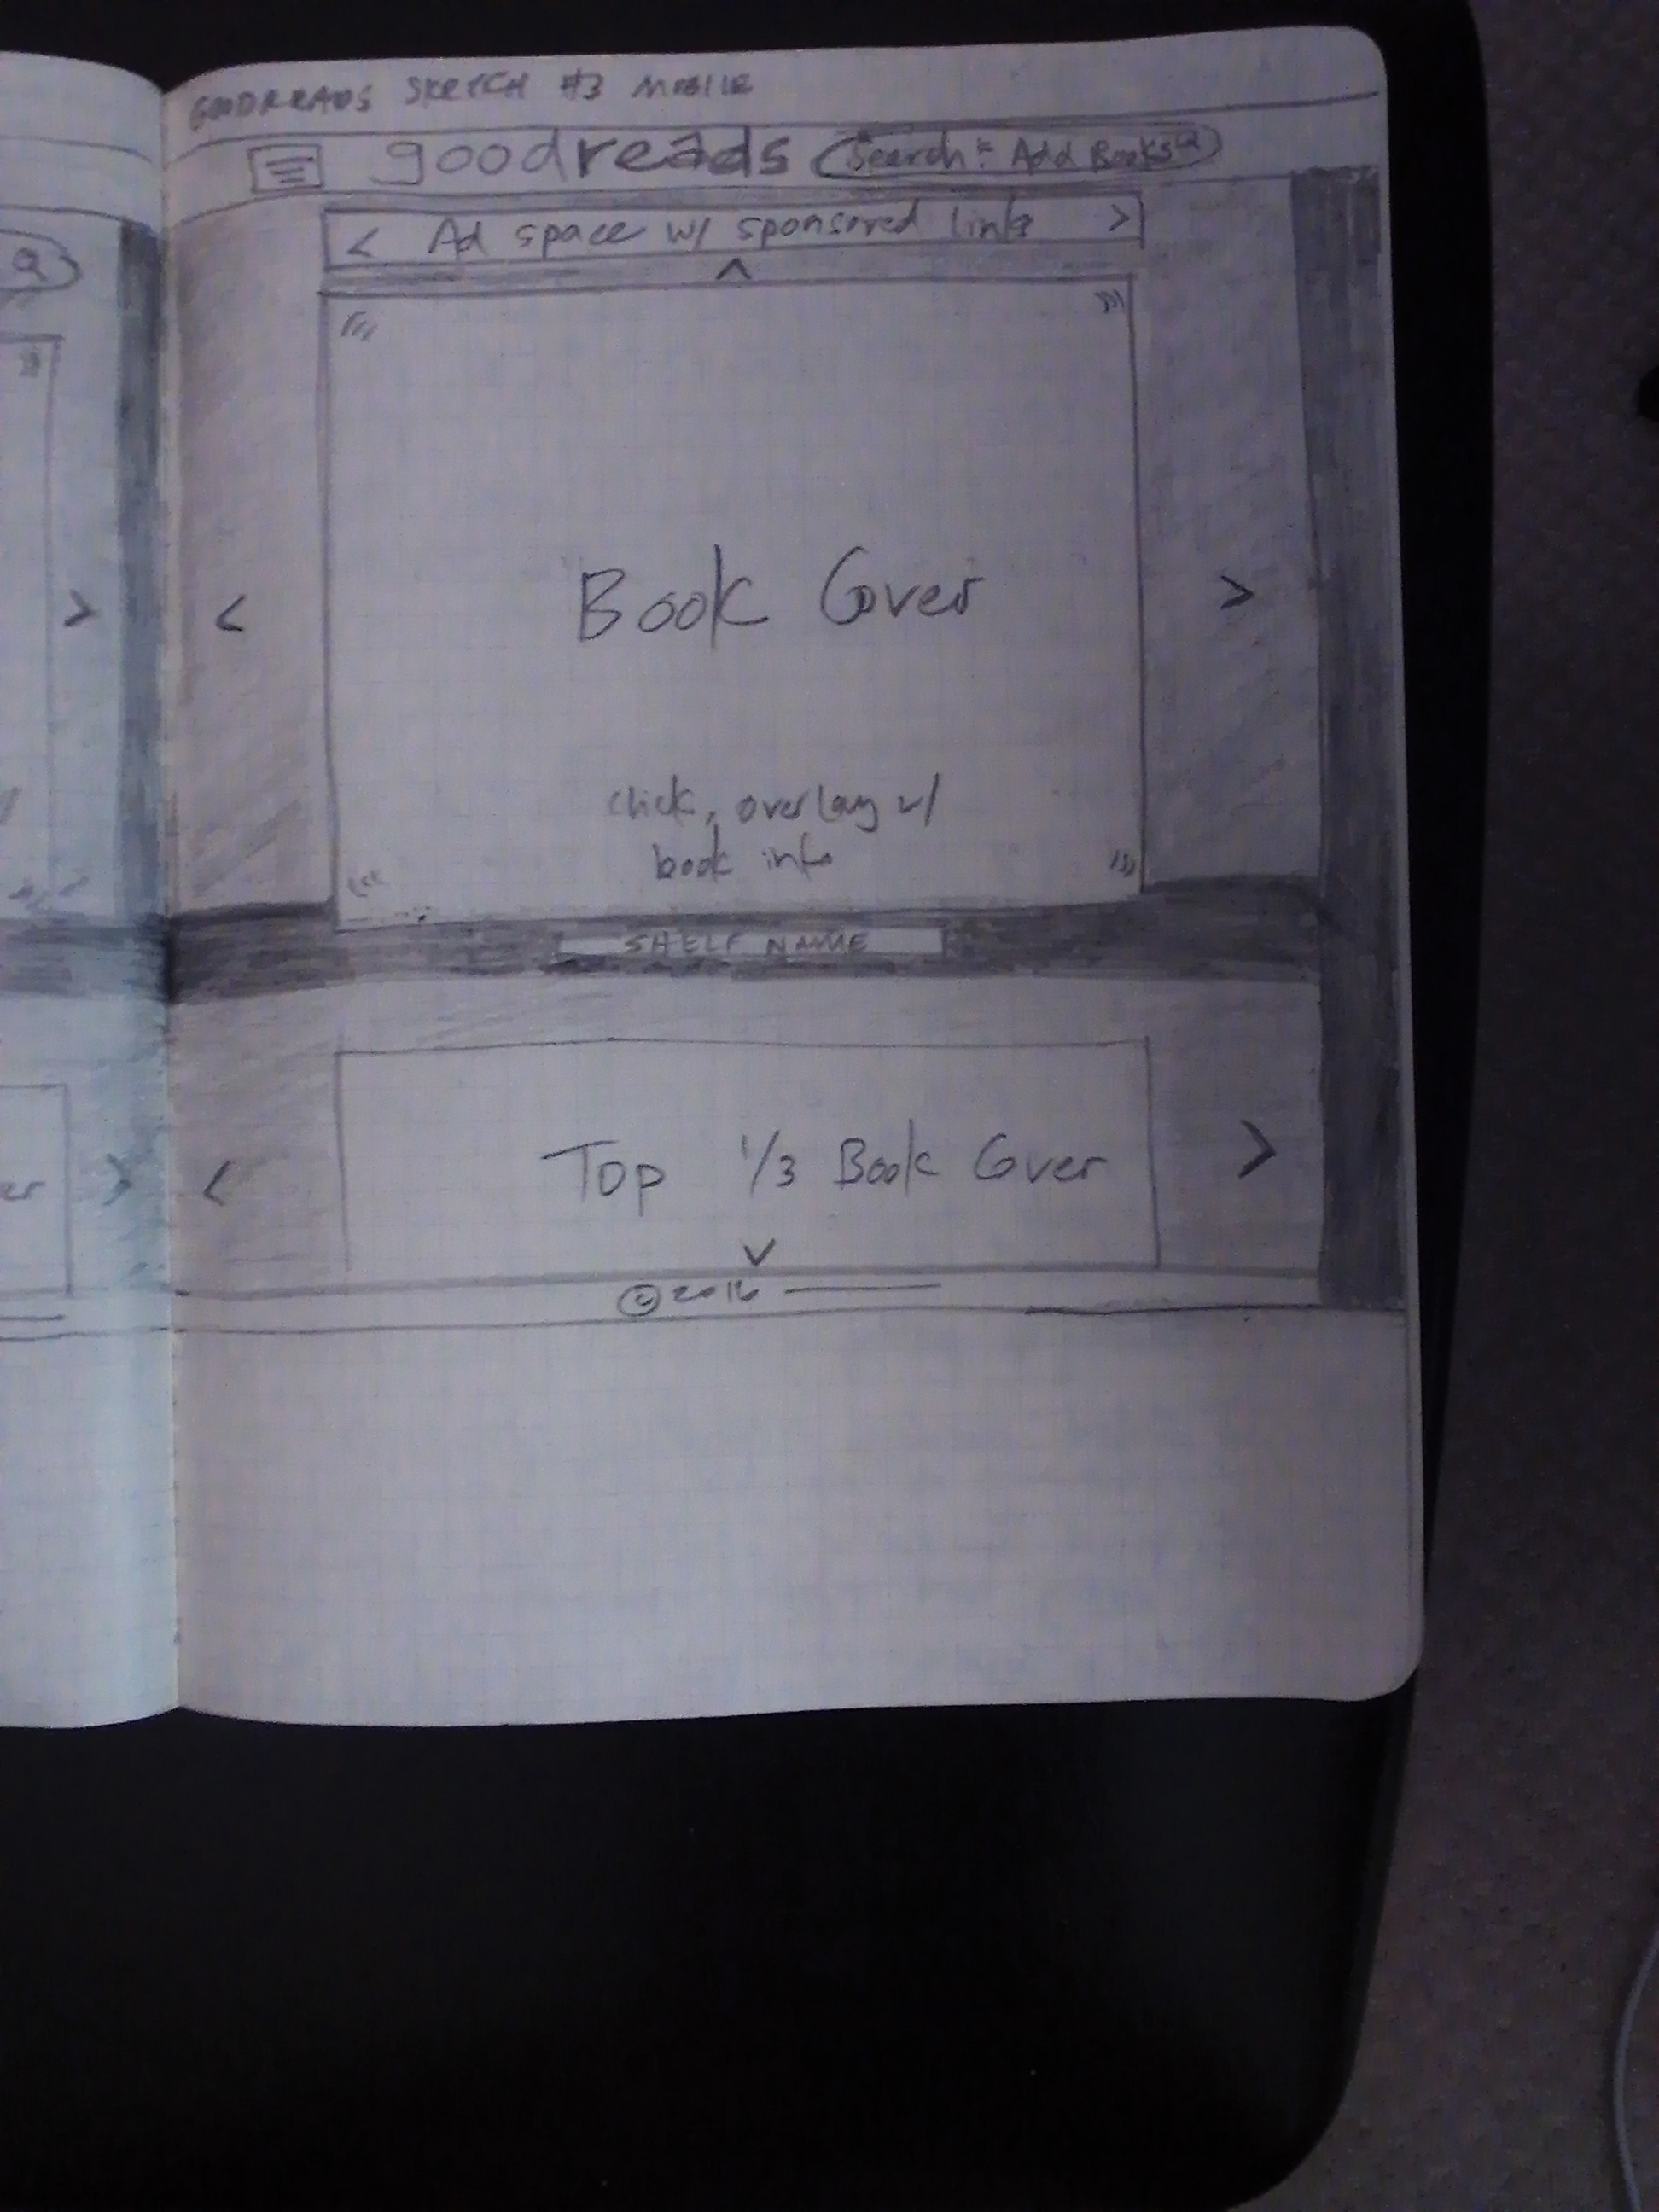 GOODREADS SKETCH #3 MOBILE
goodreads Search & Add Books
< Ad space w/ sponsored links >
Book Cover
click, overlay w/
book info
SHELF NAME
Top 1/3 Book Cover
© 2016